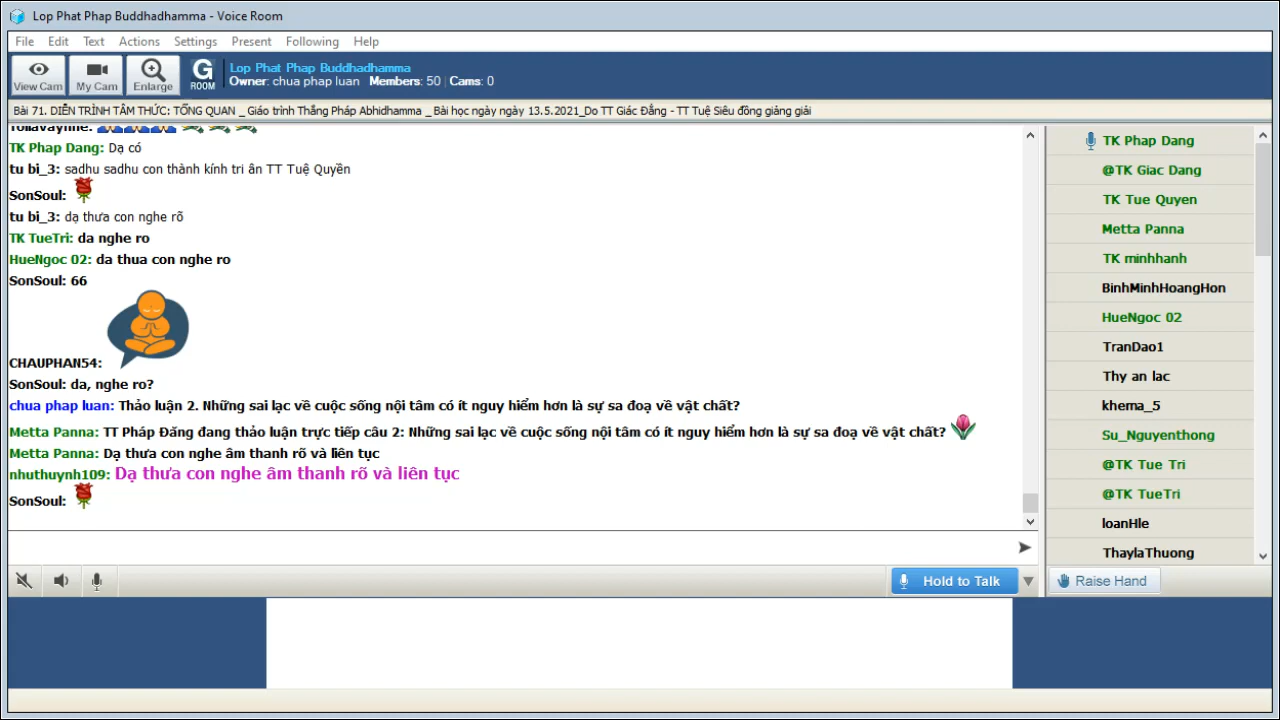 Lop Phat Phap Buddhadhamma - Voice Room
File Edit Text Actions Settings Present Following Help
View Cam My Cam Enlarge G ROOM
Lop Phat Phap Buddhadhamma
Owner: chua phap luan Members: 50 Cams: 0
Bài 71. DIỄN TRÌNH TÂM THỨC: TỔNG QUAN _ Giáo trình Thắng Pháp Abhidhamma _ Bài học ngày ngày 13.5.2021_Do TT Giác Đẳng - TT Tuệ Siêu đồng giảng giải
TK Phap Dang: Dạ có
tu bi_3: sadhu sadhu con thành kính tri ân TT Tuệ Quyền
SonSoul:
tu bi_3: dạ thưa con nghe rõ
TK TueTri: da nghe ro
HueNgoc 02: da thua con nghe ro
SonSoul: 66
CHAUPHAN54:
SonSoul: da, nghe ro?
chua phap luan: Thảo luận 2. Những sai lạc về cuộc sống nội tâm có ít nguy hiểm hơn là sự sa đoạ về vật chất?
Metta Panna: TT Pháp Đăng đang thảo luận trực tiếp câu 2: Những sai lạc về cuộc sống nội tâm có ít nguy hiểm hơn là sự sa đoạ về vật chất?
Metta Panna: Dạ thưa con nghe âm thanh rõ và liên tục
nhuthuynh109: Dạ thưa con nghe âm thanh rõ và liên tục
SonSoul:
TK Phap Dang
@TK Giac Dang
TK Tue Quyen
Metta Panna
TK minhhanh
BinhMinhHoangHon
HueNgoc 02
TranDao1
Thy an lac
khema_5
Su_Nguyenthong
@TK Tue Tri
@TK TueTri
loanHle
ThaylaThuong
Hold to Talk
Raise Hand